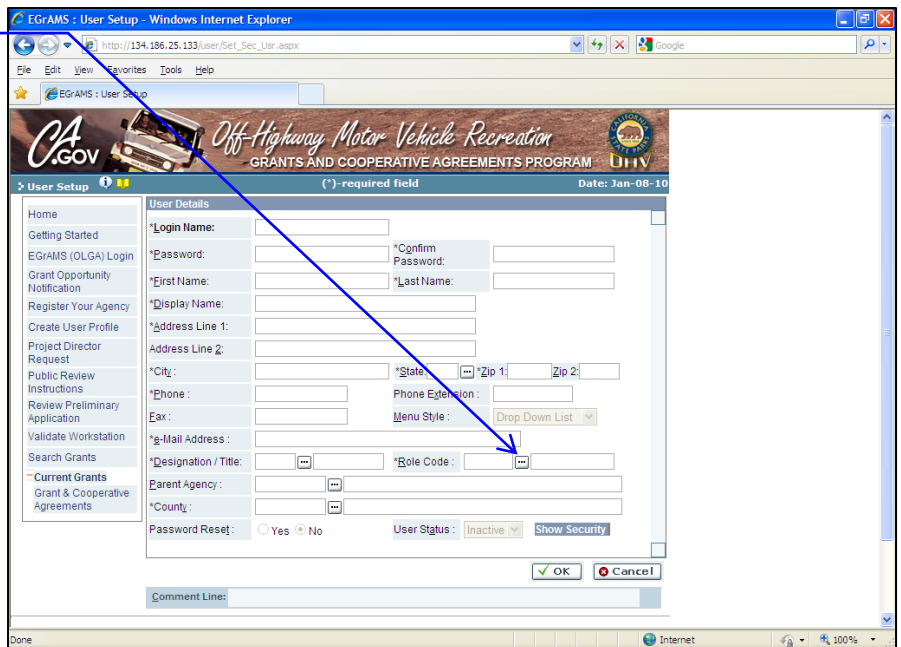 EGrAMS : User Setup - Windows Internet Explorer
http://134.186.25.133/user/Set_Sec_Usr.aspx
Google
File Edit View Favorites Tools Help
EGrAMS : User Setup
CA.GOV Off-Highway Motor Vehicle Recreation
GRANTS AND COOPERATIVE AGREEMENTS PROGRAM
CALIFORNIA STATE PARKS OHV
User Setup (*)-required field Date: Jan-08-10
Home
Getting Started
EGrAMS (OLGA) Login
Grant Opportunity
Notification
Register Your Agency
Create User Profile
Project Director
Request
Public Review
Instructions
Review Preliminary
Application
Validate Workstation
Search Grants
Current Grants
Grant & Cooperative
Agreements
User Details
*Login Name:
*Password: *Confirm
Password:
*First Name: *Last Name:
*Display Name:
*Address Line 1:
Address Line 2:
*City : *State: ... *Zip 1: Zip 2:
*Phone : Phone Extension :
Fax : Menu Style : Drop Down List
*e-Mail Address :
*Designation / Title: ... *Role Code : ...
Parent Agency : ...
*County : ...
Password Reset : Yes No User Status : Inactive Show Security
OK Cancel
Comment Line:
Done Internet 100%